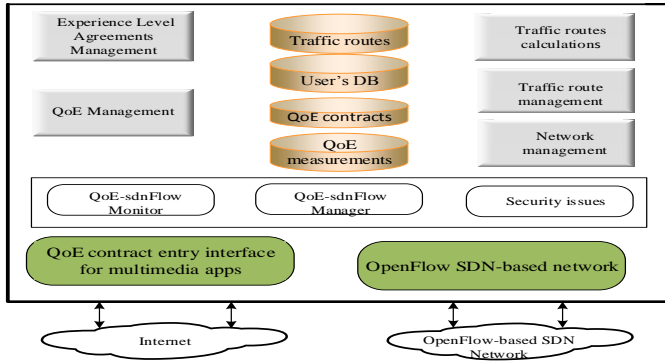 Experience Level
Agreements
Management
QoE Management
Traffic routes
User's DB
QoE contracts
QoE
measurements
Traffic routes
calculations
Traffic route
management
Network
management
QoE-sdnFlow
Monitor
QoE-sdnFlow
Manager
Security issues
QoE contract entry interface
for multimedia apps
OpenFlow SDN-based network
Internet
OpenFlow-based SDN
Network